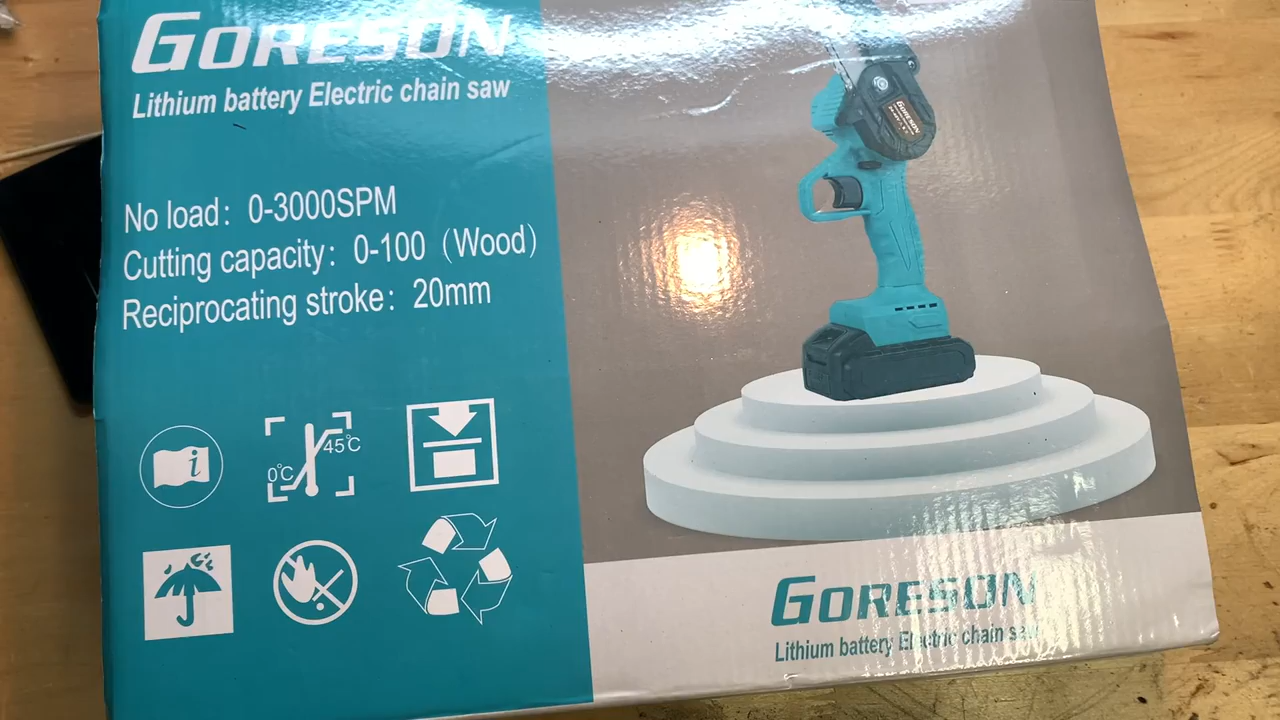 GORESON
Lithium battery Electric chain saw
No load: 0-3000SPM
Cutting capacity: 0-100 (Wood)
Reciprocating stroke: 20mm
i
45℃
0℃
GORESON
GORESON
Lithium battery Electric chain saw